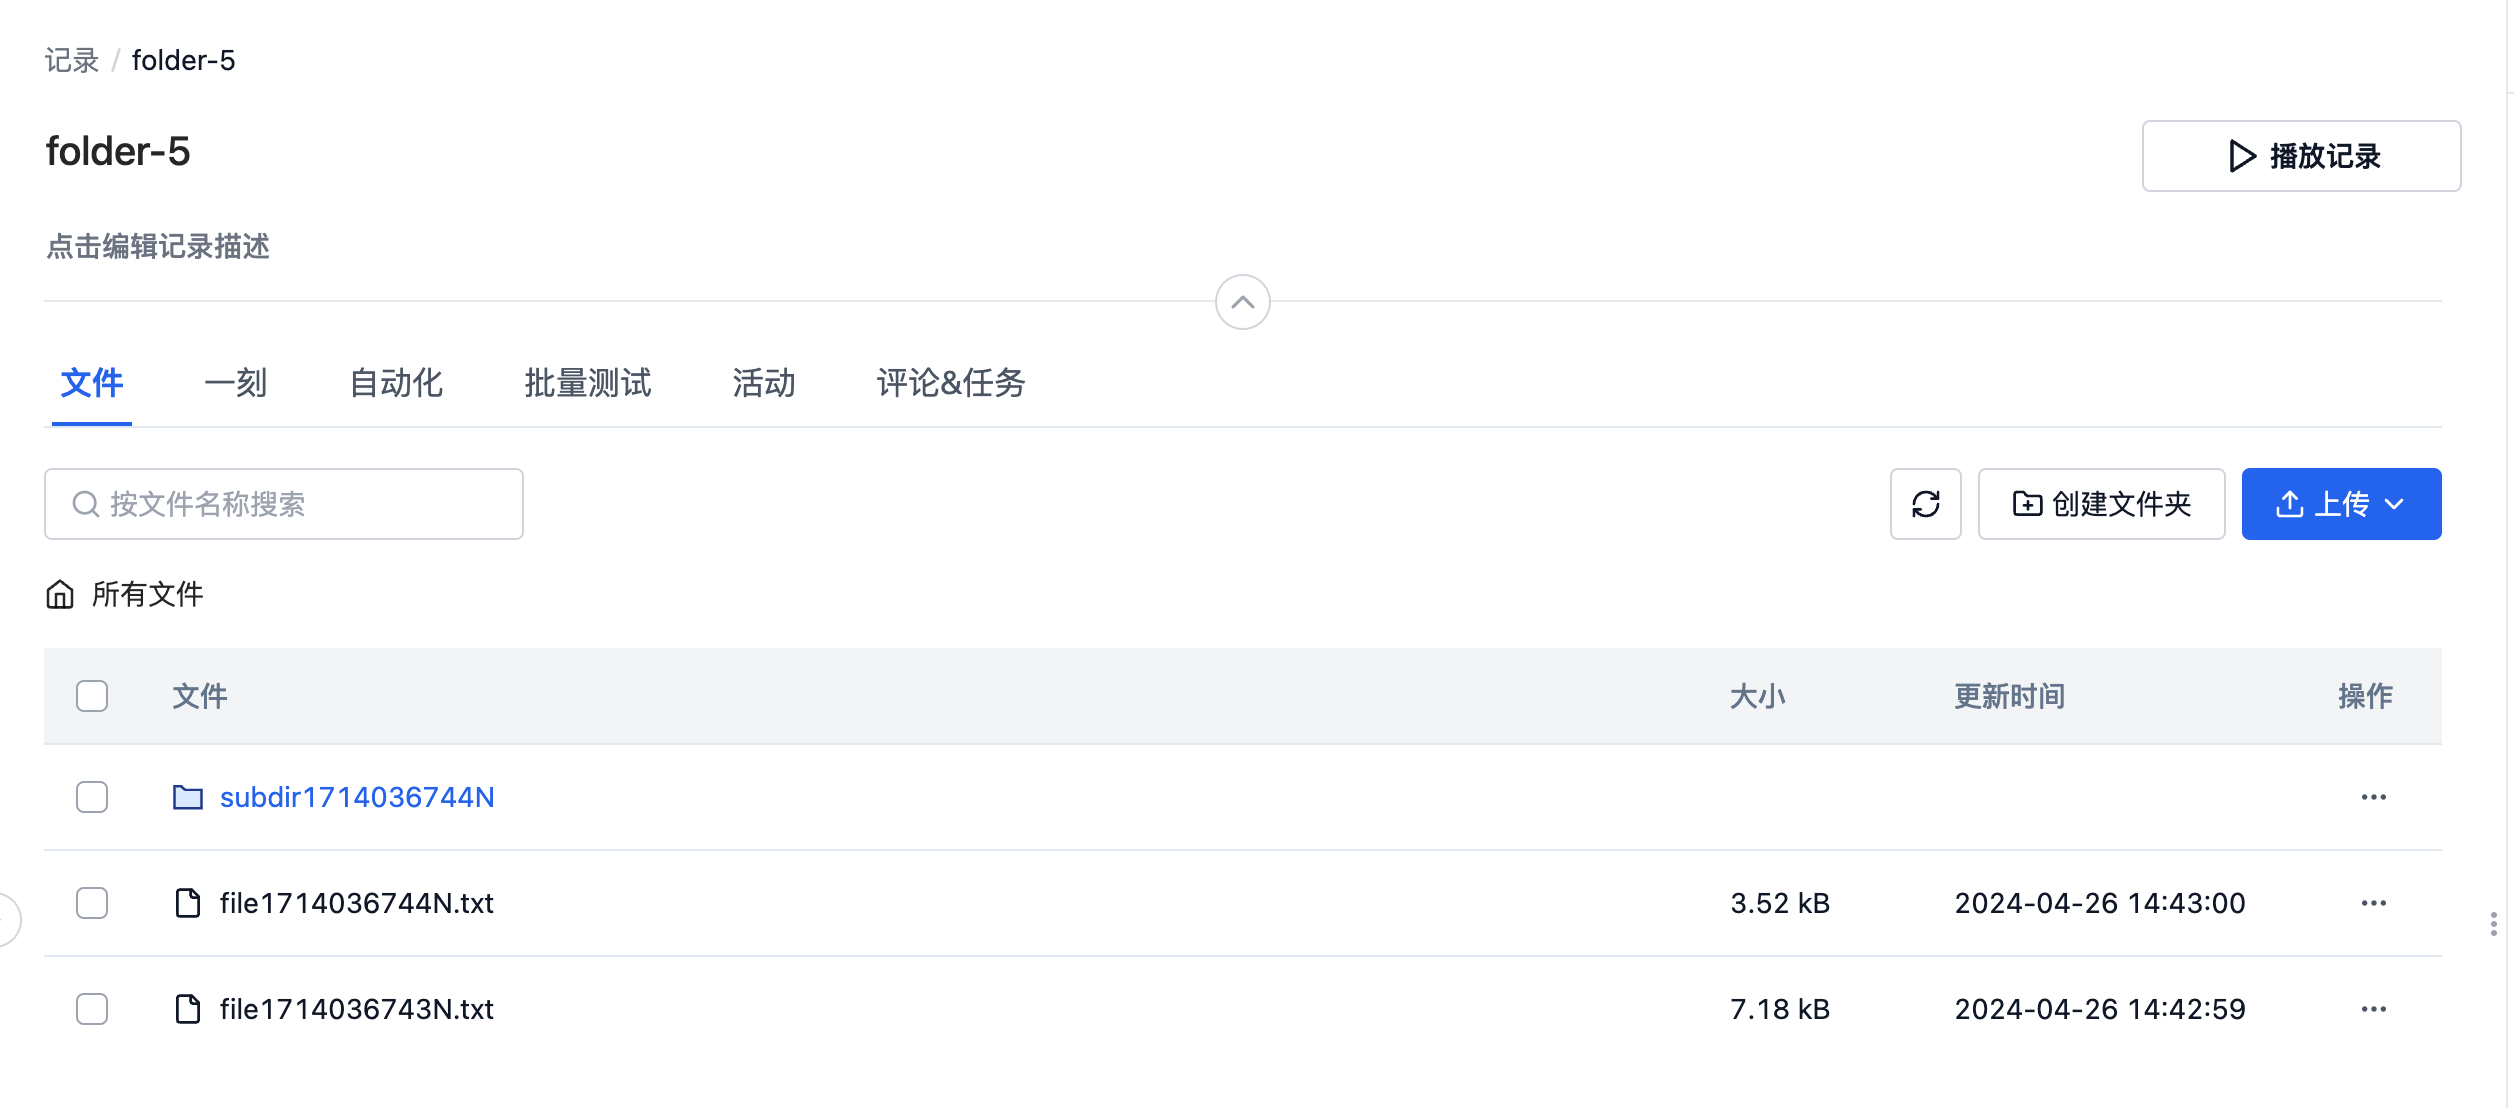 记录 / folder-5
folder-5
播放记录
点击编辑记录描述
文件 一刻 自动化 批量测试 活动 评论&任务
按文件名称搜索 创建文件夹 上传
所有文件
文件 大小 更新时间 操作
subdir1714036744N
file1714036744N.txt 3.52 kB 2024-04-26 14:43:00
file1714036743N.txt 7.18 kB 2024-04-26 14:42:59